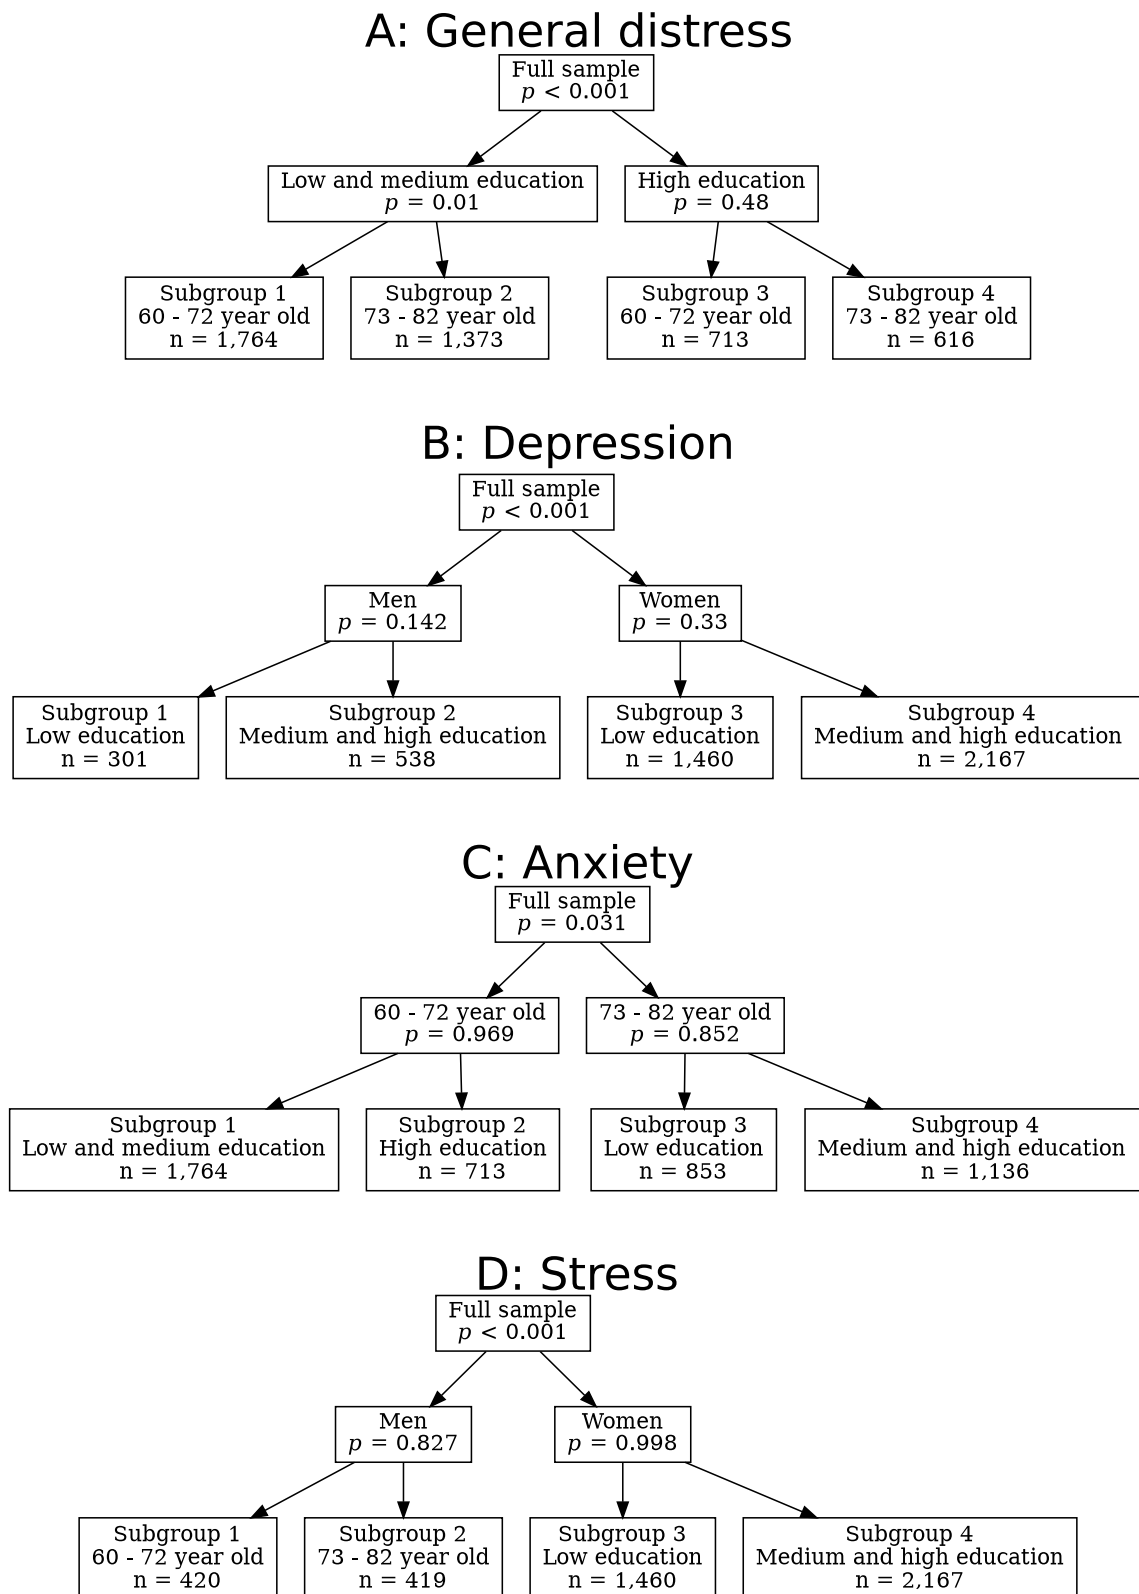 A: General distress
Full sample
p < 0.001
Low and medium education
p = 0.01
High education
p = 0.48
Subgroup 1
60 - 72 year old
n = 1,764
Subgroup 2
73 - 82 year old
n = 1,373
Subgroup 3
60 - 72 year old
n = 713
Subgroup 4
73 - 82 year old
n = 616
B: Depression
Full sample
p < 0.001
Men
p = 0.142
Women
p = 0.33
Subgroup 1
Low education
n = 301
Subgroup 2
Medium and high education
n = 538
Subgroup 3
Low education
n = 1,460
Subgroup 4
Medium and high education
n = 2,167
C: Anxiety
Full sample
p = 0.031
60 - 72 year old
p = 0.969
73 - 82 year old
p = 0.852
Subgroup 1
Low and medium education
n = 1,764
Subgroup 2
High education
n = 713
Subgroup 3
Low education
n = 853
Subgroup 4
Medium and high education
n = 1,136
D: Stress
Full sample
p < 0.001
Men
p = 0.827
Women
p = 0.998
Subgroup 1
60 - 72 year old
n = 420
Subgroup 2
73 - 82 year old
n = 419
Subgroup 3
Low education
n = 1,460
Subgroup 4
Medium and high education
n = 2,167